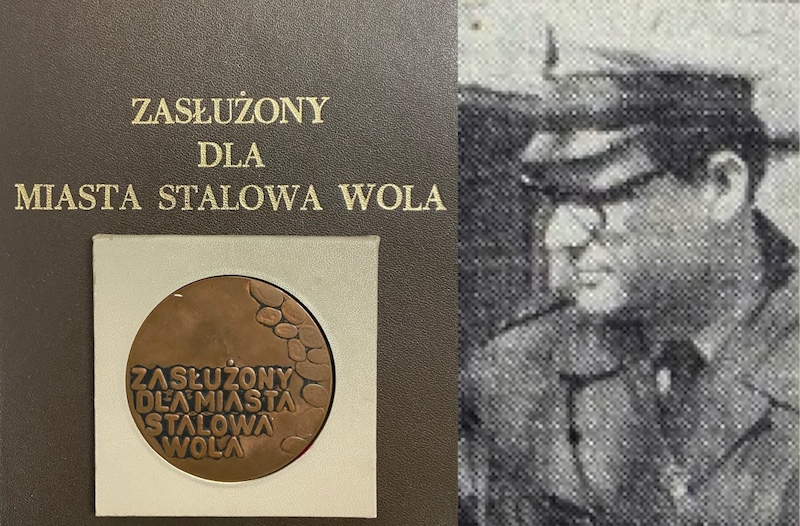 ZASŁUŻONY
DLA
MIASTA STALOWA WOLA
ZASŁUŻONY
DLA MIASTA
STALOWA
WOLA